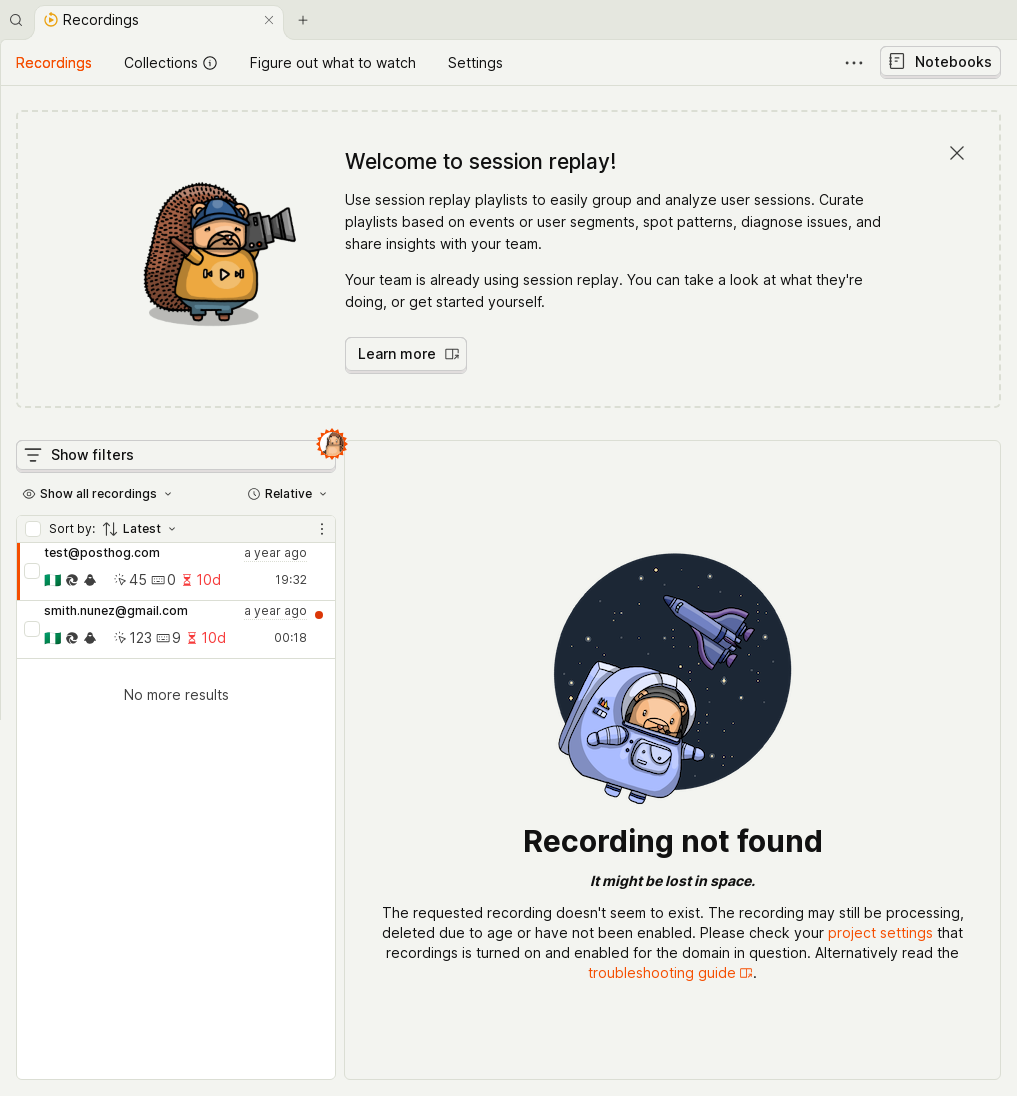 Recordings
Recordings
Collections
Figure out what to watch
Settings
Notebooks
Welcome to session replay!
Use session replay playlists to easily group and analyze user sessions. Curate
playlists based on events or user segments, spot patterns, diagnose issues, and
share insights with your team.
Your team is already using session replay. You can take a look at what they're
doing, or get started yourself.
Learn more
Show filters
Show all recordings
Relative
Sort by: Latest
test@posthog.com a year ago
45 0 10d 19:32
smith.nunez@gmail.com a year ago
123 9 10d 00:18
No more results
Recording not found
It might be lost in space.
The requested recording doesn't seem to exist. The recording may still be processing,
deleted due to age or have not been enabled. Please check your project settings that
recordings is turned on and enabled for the domain in question. Alternatively read the
troubleshooting guide.